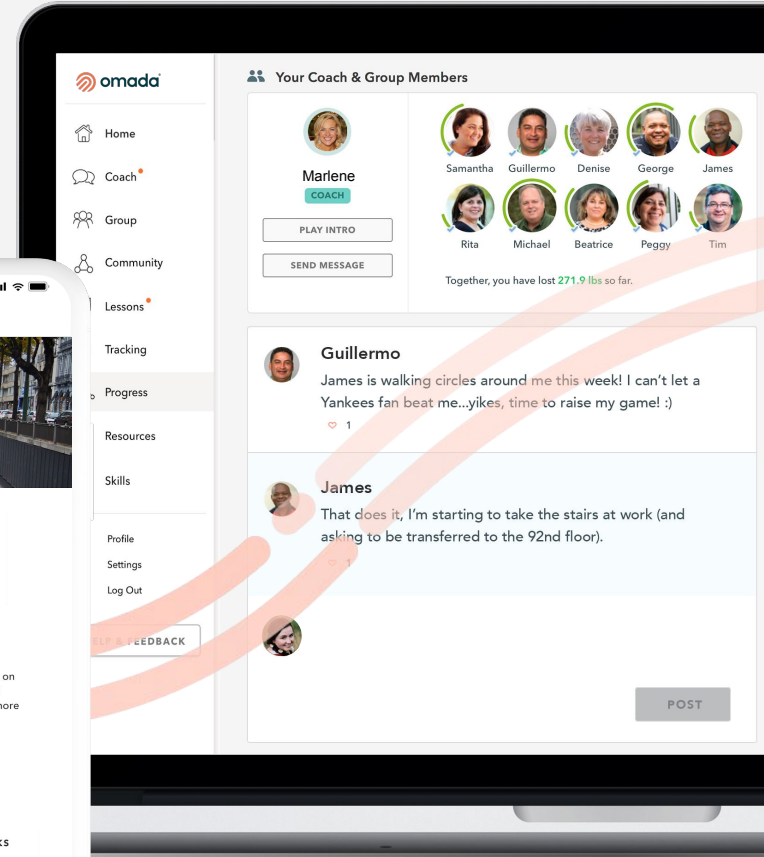 omada
Home
Coach
Group
Community
Lessons
Tracking
Progress
Resources
Skills
Profile
Settings
Log Out
& FEEDBACK
Your Coach & Group Members
Marlene
COACH
PLAY INTRO
SEND MESSAGE
Samantha Guillermo Denise George James
Rita Michael Beatrice Peggy Tim
Together, you have lost 271.9 lbs so far.
Guillermo
James is walking circles around me this week! I can't let a
Yankees fan beat me...yikes, time to raise my game! :)
1
James
That does it, I'm starting to take the stairs at work (and
asking to be transferred to the 92nd floor).
1
POST
on